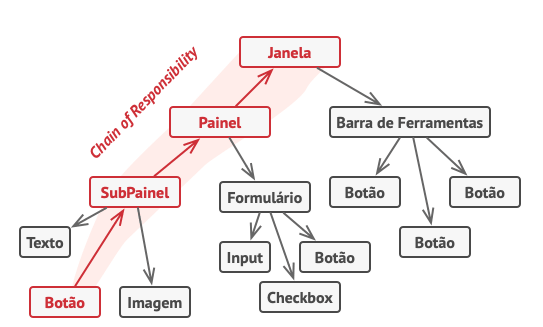 Janela
Chain of Responsibility
Painel
Barra de Ferramentas
SubPainel
Formulário
Botão
Botão
Texto
Input
Botão
Botão
Botão
Imagem
Checkbox